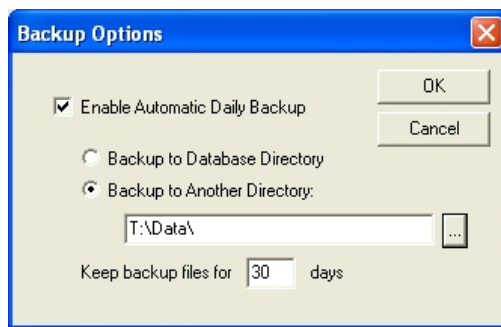 Backup Options
OK
Enable Automatic Daily Backup
Cancel
Backup to Database Directory
Backup to Another Directory:
T:\Data\ ...
Keep backup files for 30 days